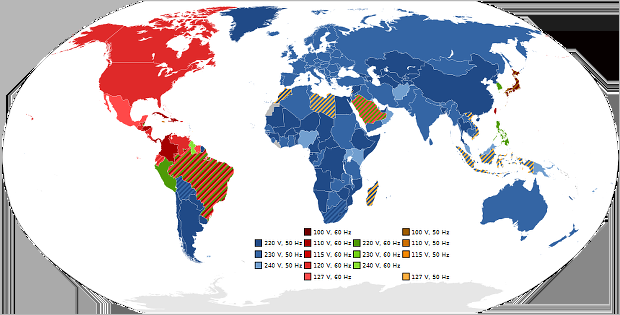 100 V, 60 Hz 100 V, 50 Hz
220 V, 50 Hz 110 V, 60 Hz 220 V, 60 Hz 110 V, 50 Hz
230 V, 50 Hz 115 V, 60 Hz 230 V, 60 Hz 115 V, 50 Hz
240 V, 50 Hz 120 V, 60 Hz 240 V, 60 Hz
127 V, 60 Hz 127 V, 50 Hz